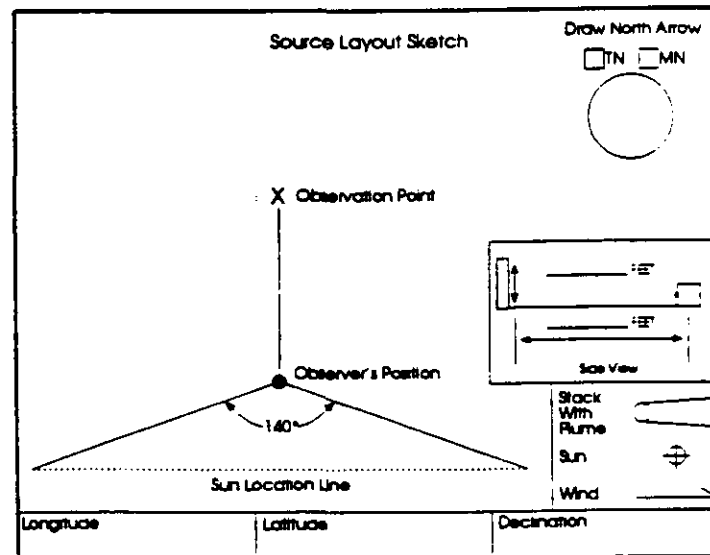 Source Layout Sketch
Draw North Arrow
TN MN
X Observation Point
Observer's Position
140°
Sun Location Line
Side View
Stack
With
Plume
Sun
Wind
Longitude
Latitude
Declination